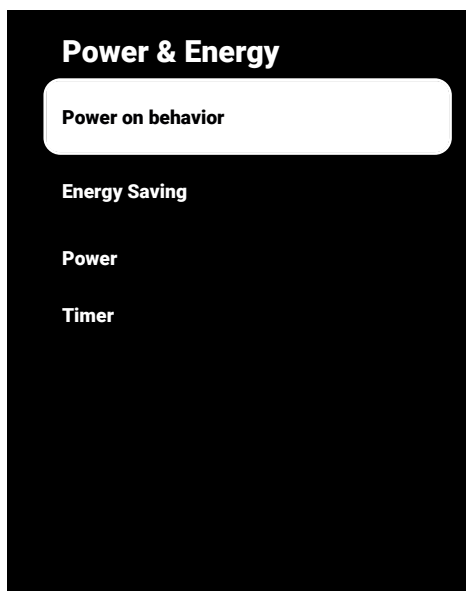 Power & Energy
Power on behavior
Energy Saving
Power
Timer